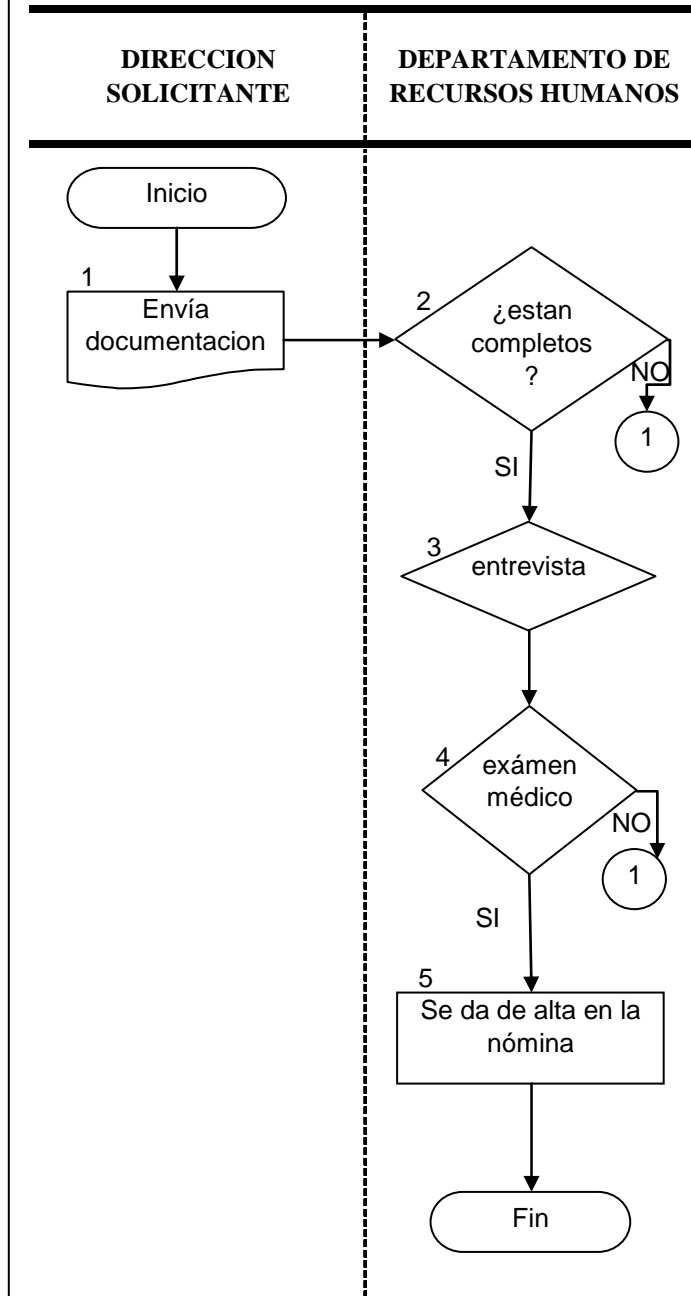 DIRECCION
SOLICITANTE
DEPARTAMENTO DE
RECURSOS HUMANOS
Inicio
1
Envía
documentacion
2
¿estan
completos
?
NO
1
SI
3
entrevista
4
exámen
médico
NO
1
SI
5
Se da de alta en la
nómina
Fin